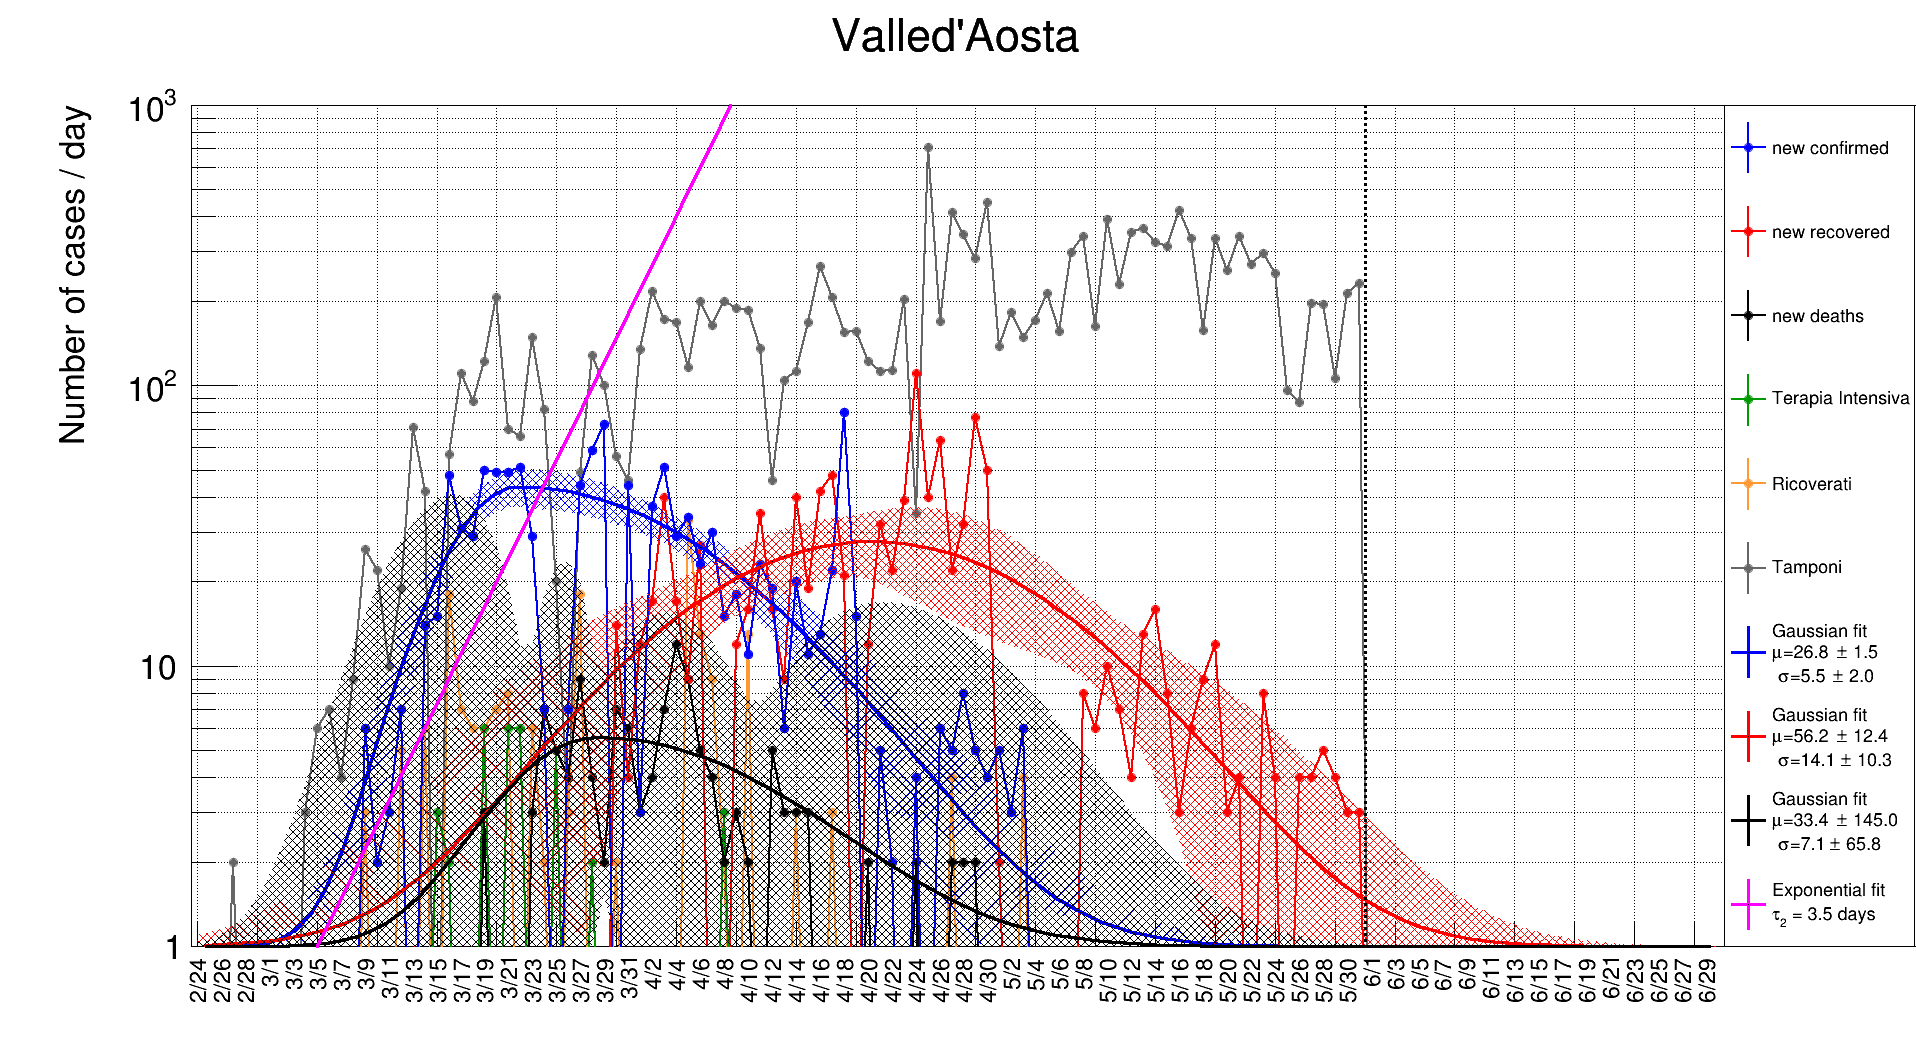 Valled'Aosta
Number of cases / day
10³
10²
10
1
2/24 2/26 2/28 3/1 3/3 3/5 3/7 3/9 3/11 3/13 3/15 3/17 3/19 3/21 3/23 3/25 3/27 3/29 3/31 4/2 4/4 4/6 4/8 4/10 4/12 4/14 4/16 4/18 4/20 4/22 4/24 4/26 4/28 4/30 5/2 5/4 5/6 5/8 5/10 5/12 5/14 5/16 5/18 5/20 5/22 5/24 5/26 5/28 5/30 6/1 6/3 6/5 6/7 6/9 6/11 6/13 6/15 6/17 6/19 6/21 6/23 6/25 6/27 6/29
new confirmed
new recovered
new deaths
Terapia Intensiva
Ricoverati
Tamponi
Gaussian fit
μ=26.8 ± 1.5
σ=5.5 ± 2.0
Gaussian fit
μ=56.2 ± 12.4
σ=14.1 ± 10.3
Gaussian fit
μ=33.4 ± 145.0
σ=7.1 ± 65.8
Exponential fit
τ₂ = 3.5 days